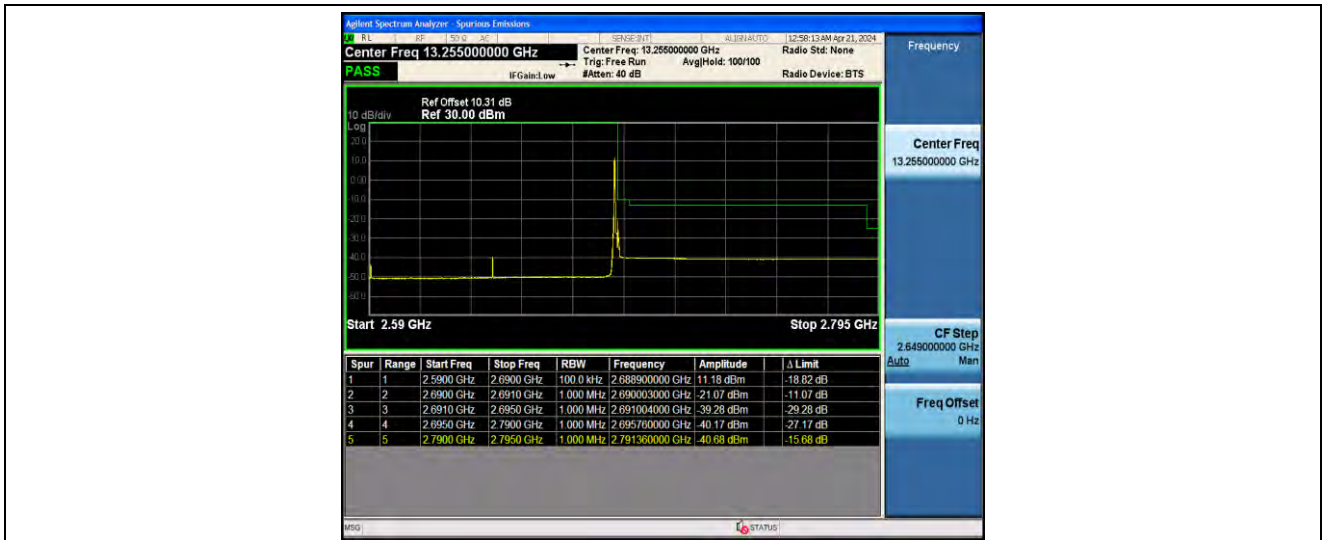 Agilent Spectrum Analyzer - Spurious Emissions
RL RF 50 Ω AC SENSE:INT ALIGNAUTO 12:58:13 AM Apr 21, 2024
Center Freq 13.255000000 GHz Center Freq: 13.255000000 GHz Radio Std: None Frequency
Trig: Free Run Avg|Hold: 100/100
PASS IFGain:Low #Atten: 40 dB Radio Device: BTS
Ref Offset 10.31 dB
10 dB/div Ref 30.00 dBm
Log
20.0
10.0
0.00
-10.0
-20.0
-30.0
-40.0
-50.0
-60.0
Start 2.59 GHz Stop 2.795 GHz
Center Freq
13.255000000 GHz
CF Step
2.649000000 GHz
Auto Man
Freq Offset
0 Hz
Spur Range Start Freq Stop Freq RBW Frequency Amplitude Δ Limit
1 1 2.5900 GHz 2.6900 GHz 100.0 kHz 2.688900000 GHz 11.18 dBm -18.82 dB
2 2 2.6900 GHz 2.6910 GHz 1.000 MHz 2.690003000 GHz -21.07 dBm -11.07 dB
3 3 2.6910 GHz 2.6950 GHz 1.000 MHz 2.691004000 GHz -39.28 dBm -29.28 dB
4 4 2.6950 GHz 2.7900 GHz 1.000 MHz 2.695760000 GHz -40.17 dBm -27.17 dB
5 5 2.7900 GHz 2.7950 GHz 1.000 MHz 2.791360000 GHz -40.68 dBm -15.68 dB
MSG STATUS